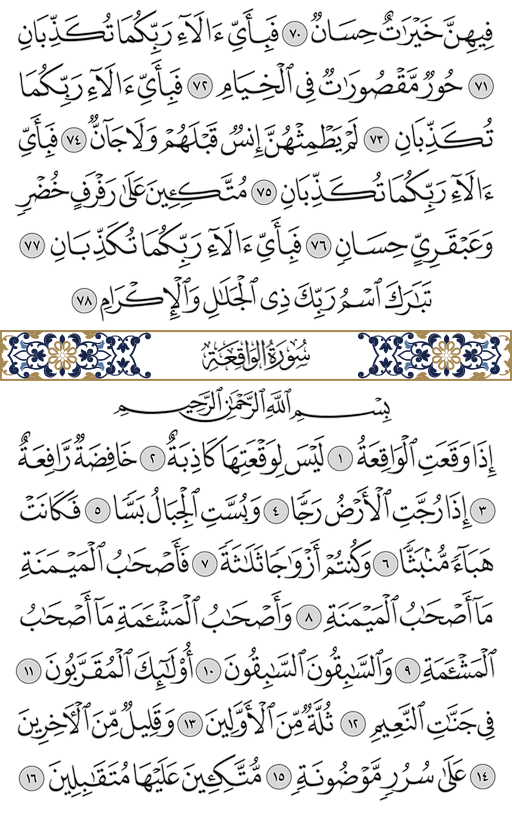 فِيهِنَّ خَيْرَٰتٌ حِسَانٌ ٧٠ فَبِأَيِّ ءَالَآءِ رَبِّكُمَا تُكَذِّبَانِ
٧١ حُورٌ مَّقْصُورَٰتٌ فِي ٱلْخِيَامِ ٧٢ فَبِأَيِّ ءَالَآءِ رَبِّكُمَا
تُكَذِّبَانِ ٧٣ لَمْ يَطْمِثْهُنَّ إِنسٌ قَبْلَهُمْ وَلَا جَآنٌّ ٧٤ فَبِأَيِّ
ءَالَآءِ رَبِّكُمَا تُكَذِّبَانِ ٧٥ مُتَّكِـِٔينَ عَلَىٰ رَفْرَفٍ خُضْرٍ
وَعَبْقَرِيٍّ حِسَانٍ ٧٦ فَبِأَيِّ ءَالَآءِ رَبِّكُمَا تُكَذِّبَانِ ٧٧
تَبَٰرَكَ ٱسْمُ رَبِّكَ ذِي ٱلْجَلَٰلِ وَٱلْإِكْرَامِ ٧٨
سُورَةُ الْوَاقِعَةِ
بِسْمِ ٱللَّهِ ٱلرَّحْمَٰنِ ٱلرَّحِيمِ
إِذَا وَقَعَتِ ٱلْوَاقِعَةُ ١ لَيْسَ لِوَقْعَتِهَا كَاذِبَةٌ ٢ خَافِضَةٌ رَّافِعَةٌ
٣ إِذَا رُجَّتِ ٱلْأَرْضُ رَجًّا ٤ وَبُسَّتِ ٱلْجِبَالُ بَسًّا ٥ فَكَانَتْ
هَبَآءً مُّنۢبَثًّا ٦ وَكُنتُمْ أَزْوَٰجًا ثَلَٰثَةً ٧ فَأَصْحَٰبُ ٱلْمَيْمَنَةِ
مَآ أَصْحَٰبُ ٱلْمَيْمَنَةِ ٨ وَأَصْحَٰبُ ٱلْمَشْـَٔمَةِ مَآ أَصْحَٰبُ
ٱلْمَشْـَٔمَةِ ٩ وَٱلسَّٰبِقُونَ ٱلسَّٰبِقُونَ ١٠ أُو۟لَٰٓئِكَ ٱلْمُقَرَّبُونَ ١١
فِي جَنَّٰتِ ٱلنَّعِيمِ ١٢ ثُلَّةٌ مِّنَ ٱلْأَوَّلِينَ ١٣ وَقَلِيلٌ مِّنَ ٱلْـَٔاخِرِينَ
١٤ عَلَىٰ سُرُرٍ مَّوْضُونَةٍ ١٥ مُّتَّكِـِٔينَ عَلَيْهَا مُتَقَٰبِلِينَ ١٦